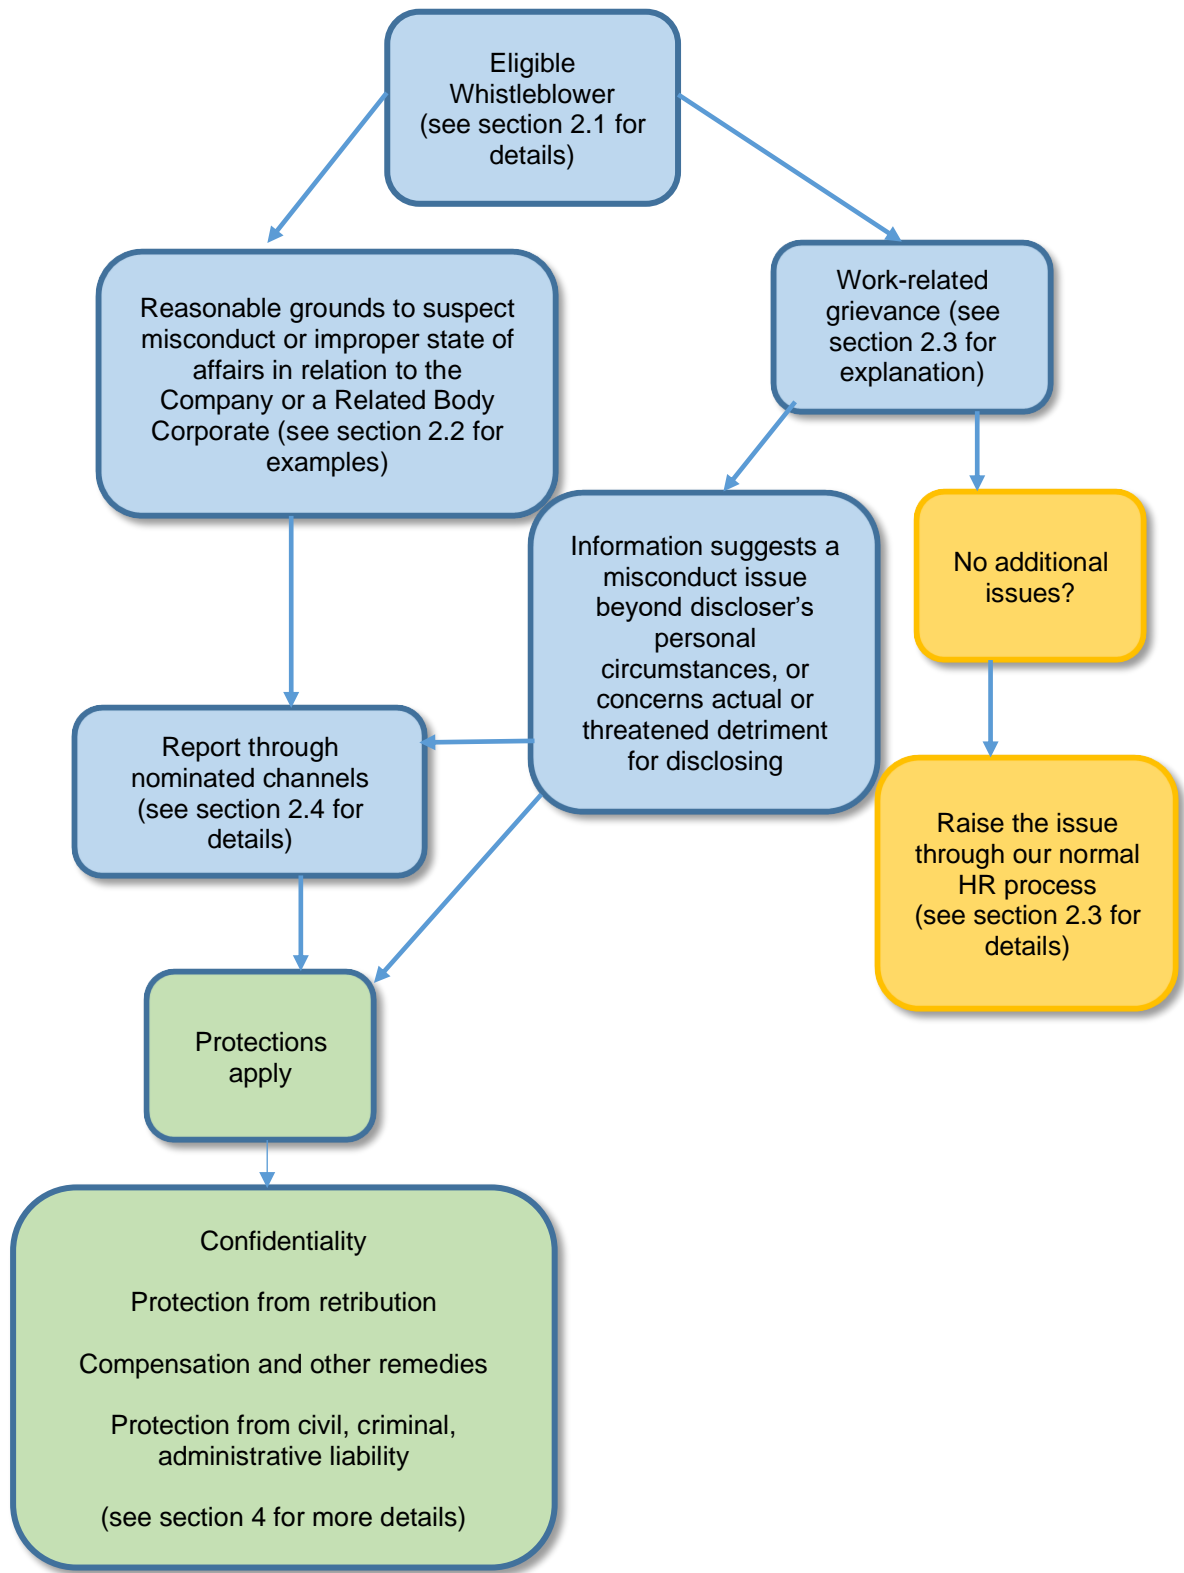 Eligible
Whistleblower
(see section 2.1 for
details)
Reasonable grounds to suspect
misconduct or improper state of
affairs in relation to the
Company or a Related Body
Corporate (see section 2.2 for
examples)
Work-related
grievance (see
section 2.3 for
explanation)
Information suggests a
misconduct issue
beyond discloser’s
personal
circumstances, or
concerns actual or
threatened detriment
for disclosing
No additional
issues?
Report through
nominated channels
(see section 2.4 for
details)
Raise the issue
through our normal
HR process
(see section 2.3 for
details)
Protections
apply
Confidentiality
Protection from retribution
Compensation and other remedies
Protection from civil, criminal,
administrative liability
(see section 4 for more details)